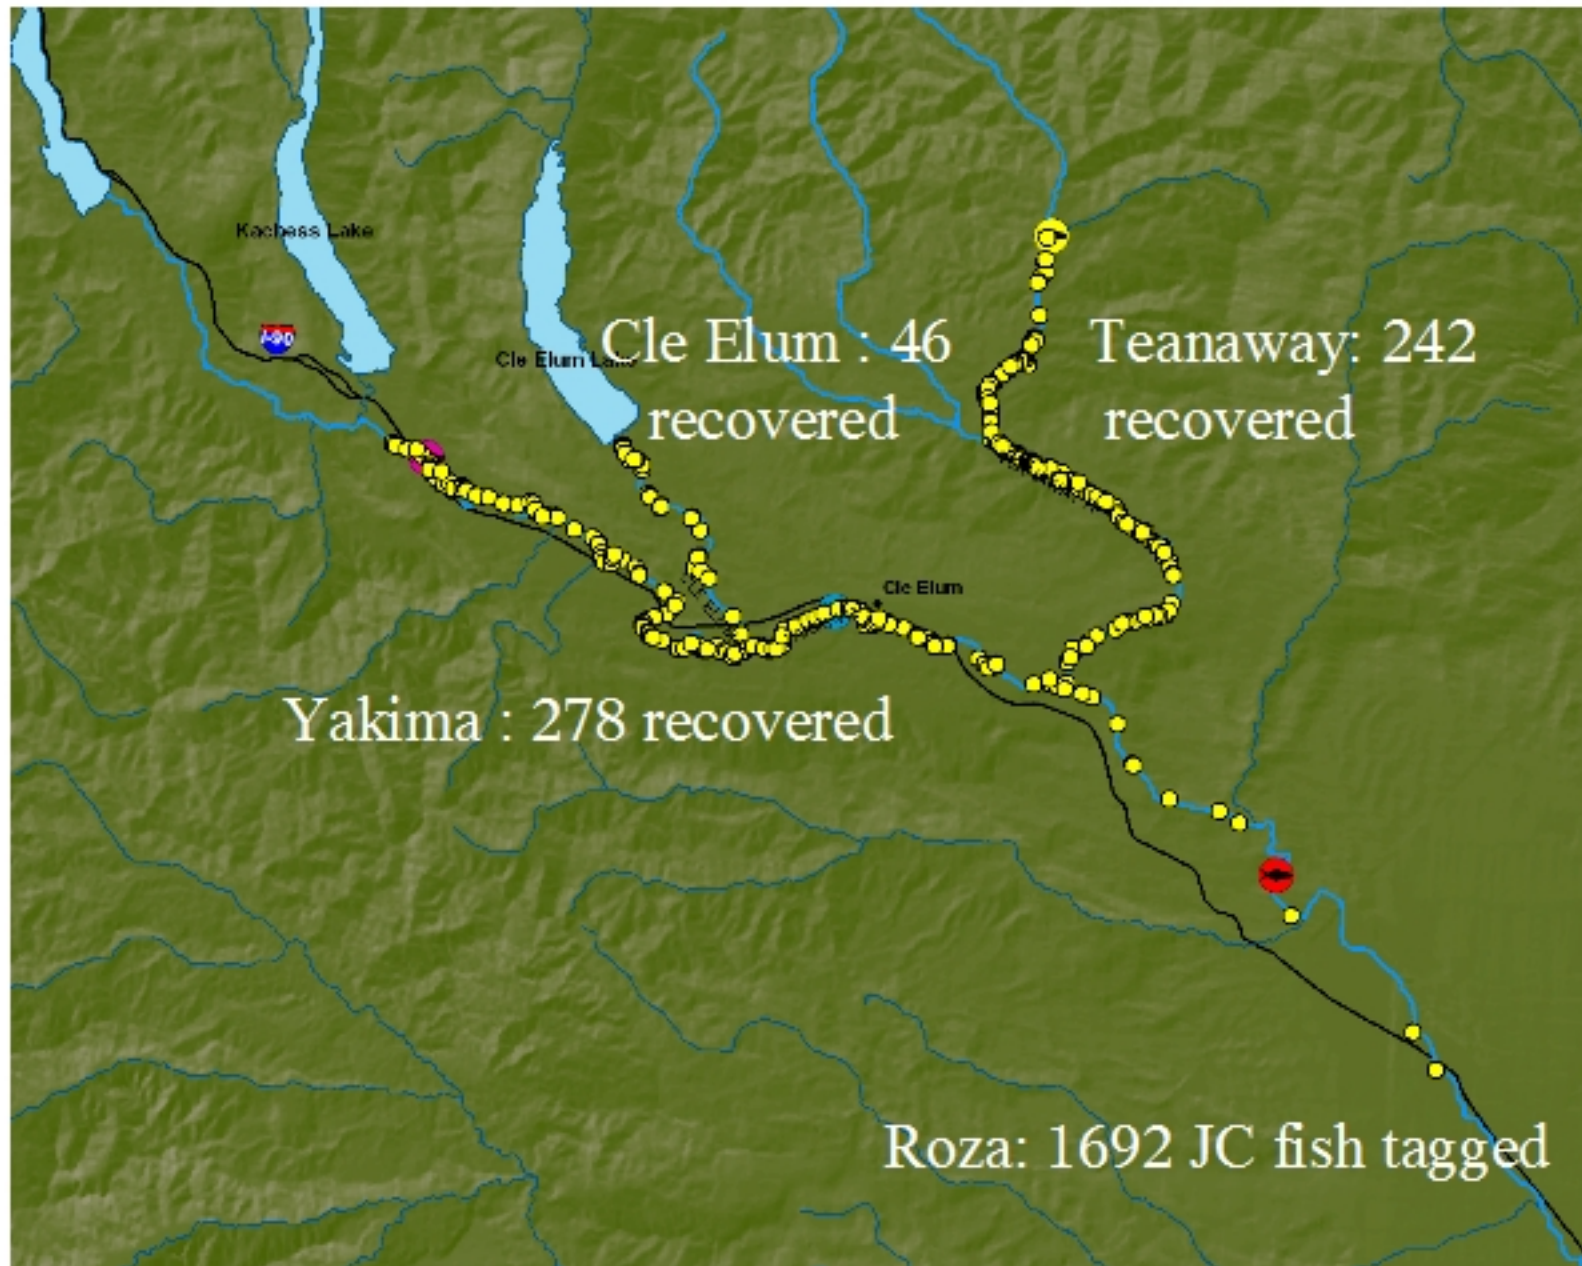 Kachess Lake
I-90
Cle Elum Lake
Cle Elum : 46
recovered
Teanaway: 242
recovered
Cle Elum
Yakima : 278 recovered
Roza: 1692 JC fish tagged